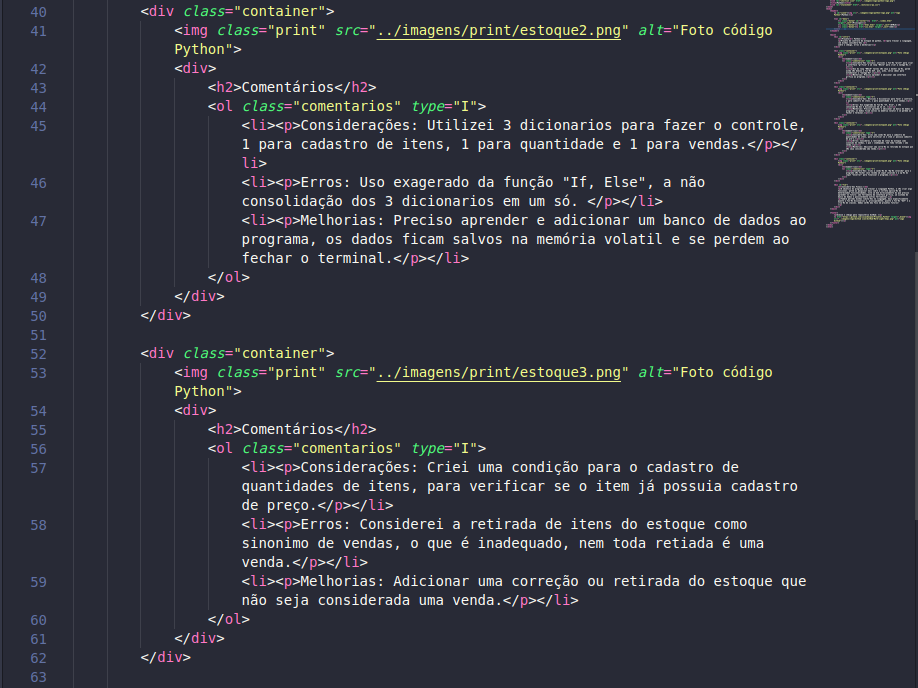 40 <div class="container">
41 <img class="print" src="../imagens/print/estoque2.png" alt="Foto código
Python">
42 <div>
43 <h2>Comentários</h2>
44 <ol class="comentarios" type="I">
45 <li><p>Considerações: Utilizei 3 dicionarios para fazer o controle,
1 para cadastro de itens, 1 para quantidade e 1 para vendas.</p></
li>
46 <li><p>Erros: Uso exagerado da função "If, Else", a não
consolidação dos 3 dicionarios em um só. </p></li>
47 <li><p>Melhorias: Preciso aprender e adicionar um banco de dados ao
programa, os dados ficam salvos na memória volatil e se perdem ao
fechar o terminal.</p></li>
48 </ol>
49 </div>
50 </div>
51
52 <div class="container">
53 <img class="print" src="../imagens/print/estoque3.png" alt="Foto código
Python">
54 <div>
55 <h2>Comentários</h2>
56 <ol class="comentarios" type="I">
57 <li><p>Considerações: Criei uma condição para o cadastro de
quantidades de itens, para verificar se o item já possuia cadastro
de preço.</p></li>
58 <li><p>Erros: Considerei a retirada de itens do estoque como
sinonimo de vendas, o que é inadequado, nem toda retiada é uma
venda.</p></li>
59 <li><p>Melhorias: Adicionar uma correção ou retirada do estoque que
não seja considerada uma venda.</p></li>
60 </ol>
61 </div>
62 </div>
63